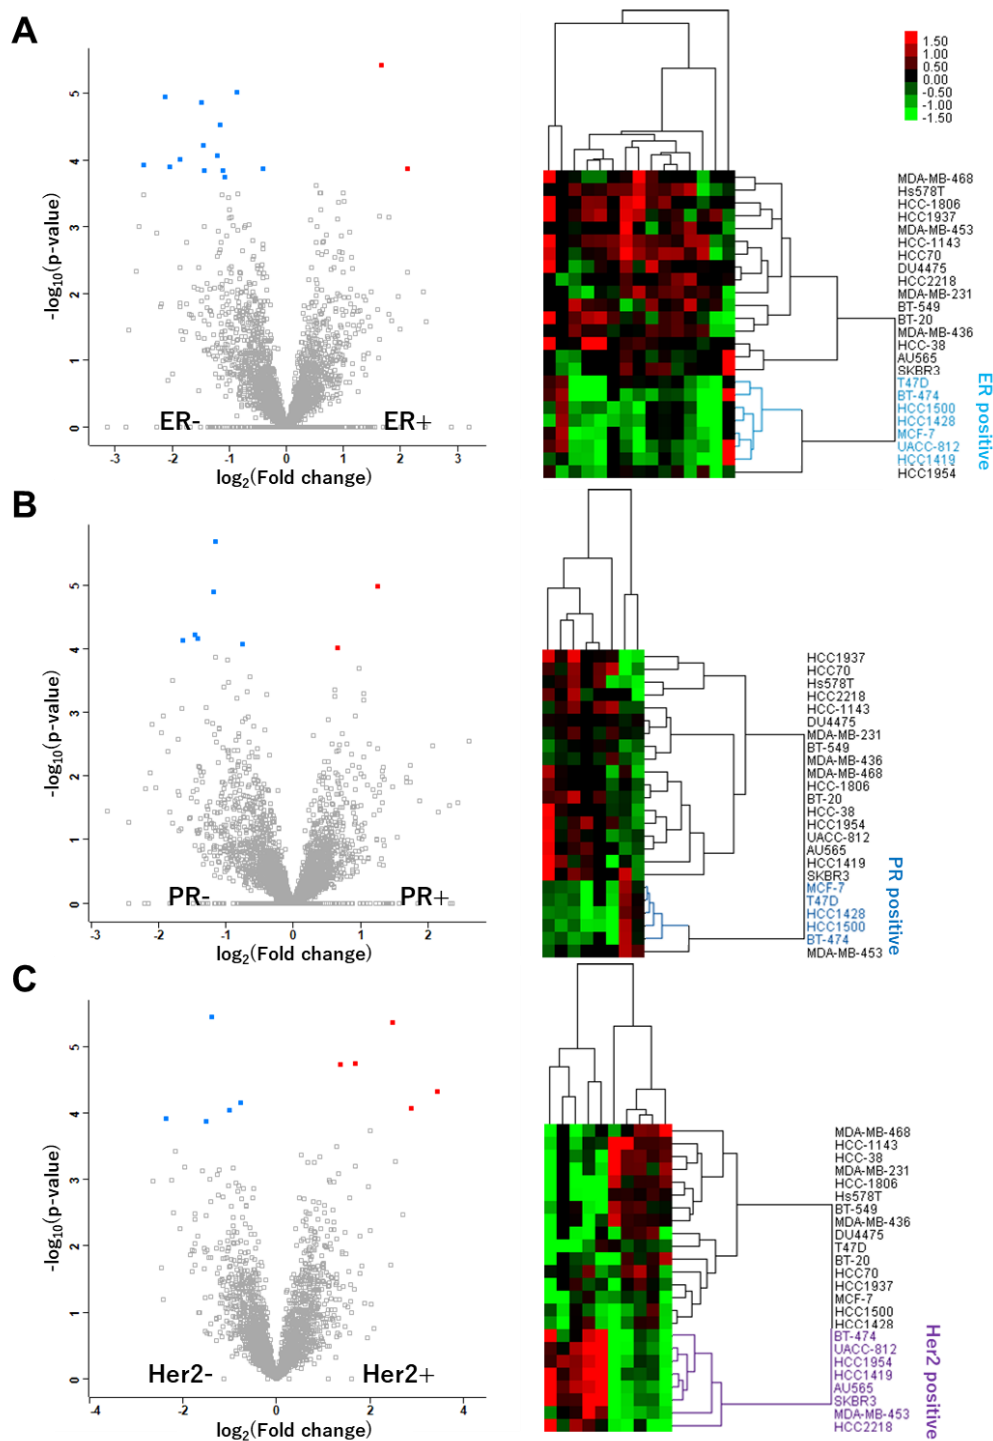 A
-log10(p-value)
5
4
3
2
1
0
ER-
ER+
-3
-2
-1
0
1
2
3
log2(Fold change)
1.50
1.00
0.50
0.00
-0.50
-1.00
-1.50
MDA-MB-468
Hs578T
HCC-1806
HCC1937
MDA-MB-453
HCC-1143
HCC70
DU4475
HCC2218
MDA-MB-231
BT-549
BT-20
MDA-MB-436
HCC-38
AU565
SKBR3
T47D
BT-474
HCC1500
HCC1428
MCF-7
UACC-812
HCC1419
HCC1954
ER positive
B
-log10(p-value)
5
4
3
2
1
0
PR-
PR+
-3
-2
-1
0
1
2
log2(Fold change)
HCC1937
HCC70
Hs578T
HCC2218
HCC-1143
DU4475
MDA-MB-231
BT-549
MDA-MB-436
MDA-MB-468
HCC-1806
BT-20
HCC-38
HCC1954
UACC-812
AU565
HCC1419
SKBR3
MCF-7
T47D
HCC1428
HCC1500
BT-474
MDA-MB-453
PR positive
C
-log10(p-value)
5
4
3
2
1
0
Her2-
Her2+
-4
-2
0
2
4
log2(Fold change)
MDA-MB-468
HCC-1143
HCC-38
MDA-MB-231
HCC-1806
Hs578T
BT-549
MDA-MB-436
DU4475
T47D
BT-20
HCC70
HCC1937
MCF-7
HCC1500
HCC1428
BT-474
UACC-812
HCC1954
HCC1419
AU565
SKBR3
MDA-MB-453
HCC2218
Her2 positive